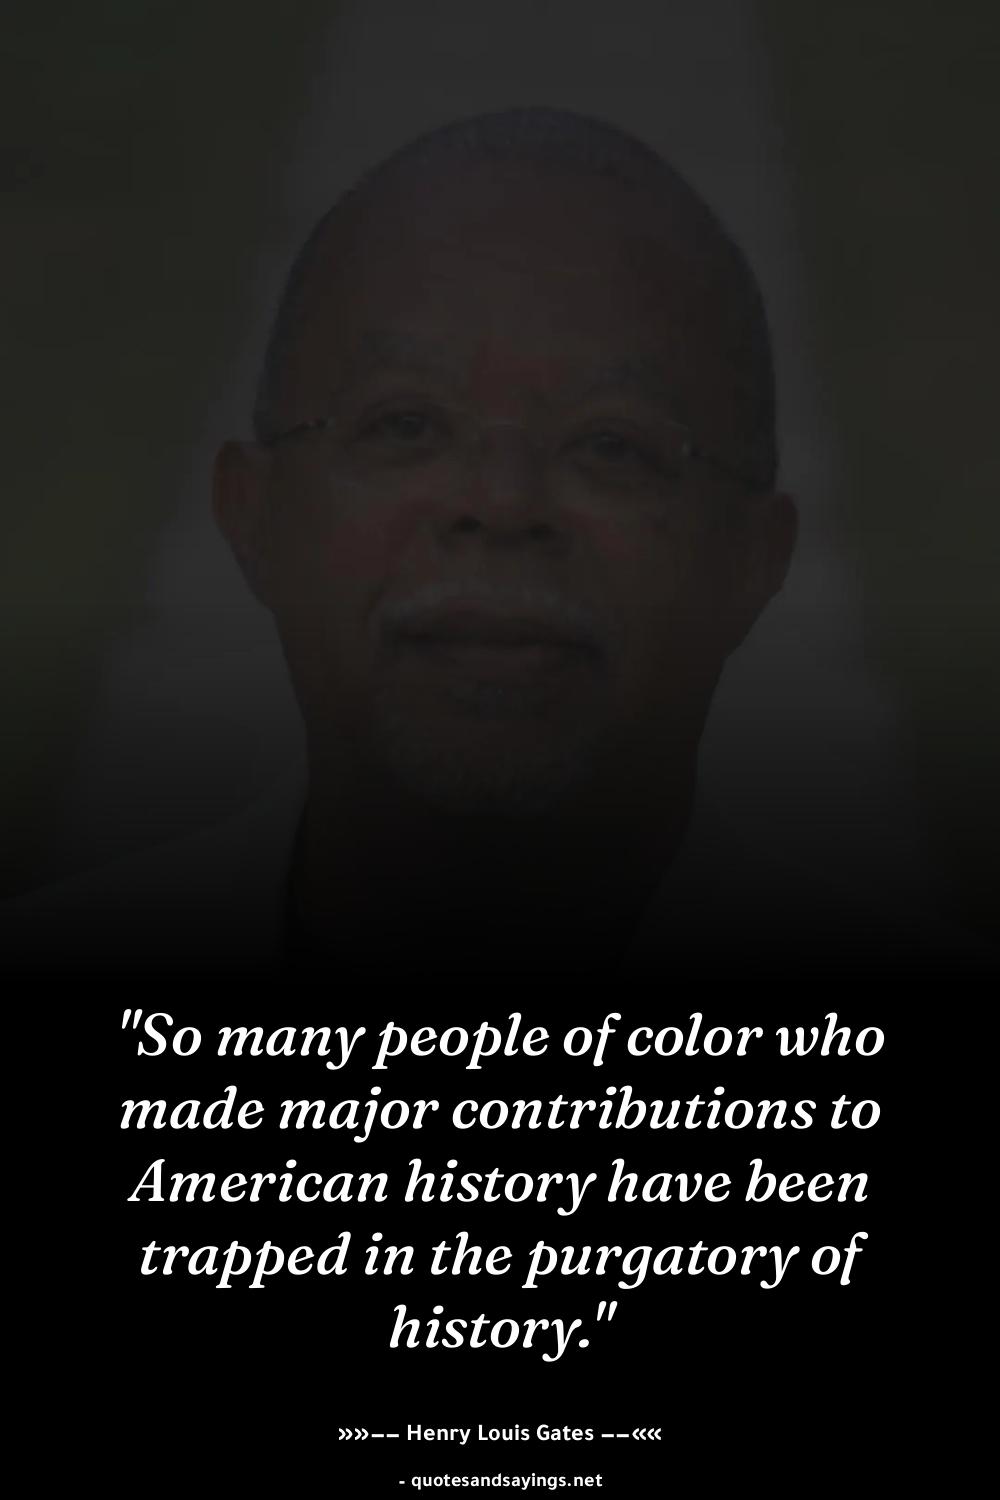 "So many people of color who
made major contributions to
American history have been
trapped in the purgatory of
history."
»»−− Henry Louis Gates −−««
- quotesandsayings.net